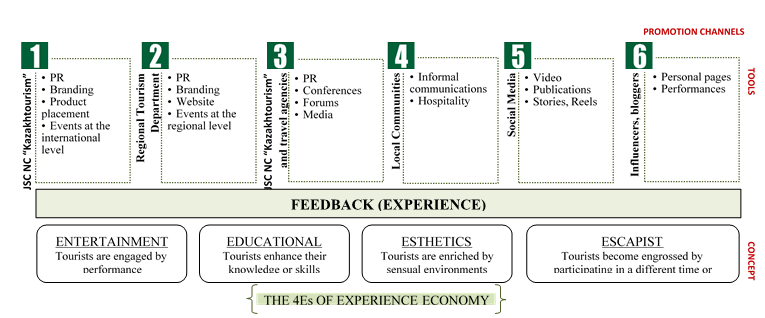 PROMOTION CHANNELS
1
JSC NC "Kazakhtourism"
• PR
• Branding
• Product
placement
• Events at the
international
level
2
Regional Tourism
Department
• PR
• Branding
• Website
• Events at the
regional level
3
JSC NC "Kazakhtourism"
and travel agencies
• PR
• Conferences
• Forums
• Media
4
Local Communities
• Informal
communications
• Hospitality
5
Social Media
• Video
• Publications
• Stories, Reels
6
Influencers, bloggers
• Personal pages
• Performances
TOOLS
FEEDBACK (EXPERIENCE)
ENTERTAINMENT
Tourists are engaged by
performance
EDUCATIONAL
Tourists enhance their
knowledge or skills
ESTHETICS
Tourists are enriched by
sensual environments
ESCAPIST
Tourists become engrossed by
participating in a different time or
CONCEPT
THE 4Es OF EXPERIENCE ECONOMY